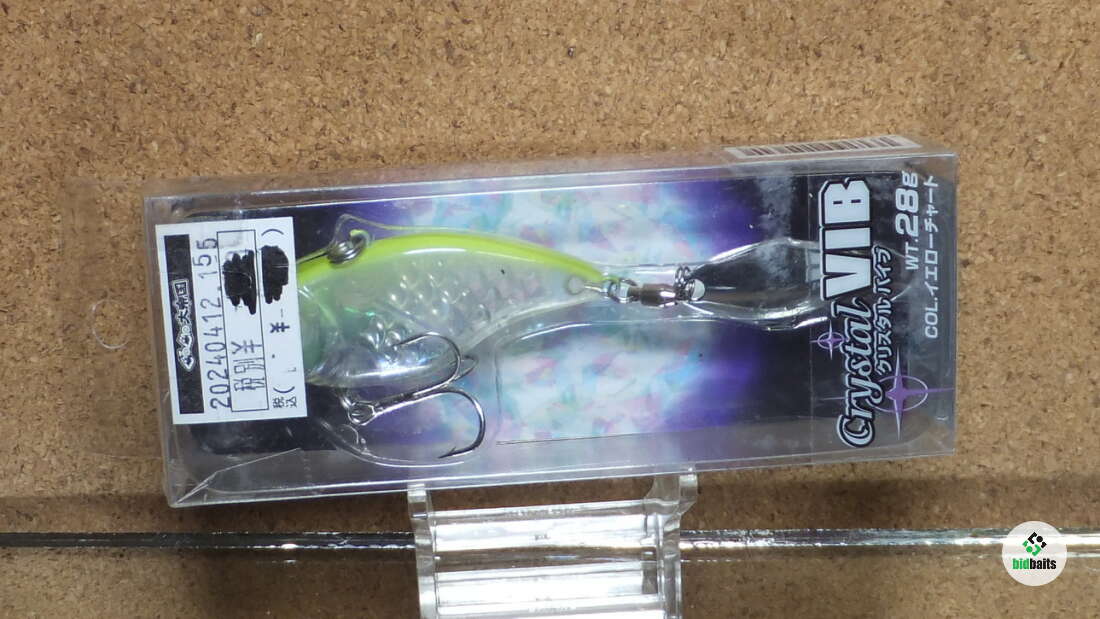 Crystal VIB
クリスタルバイブ
WT.28g
COL.イエローチャート
20240412.155
税別¥
税込(
¥-)
bidbaits